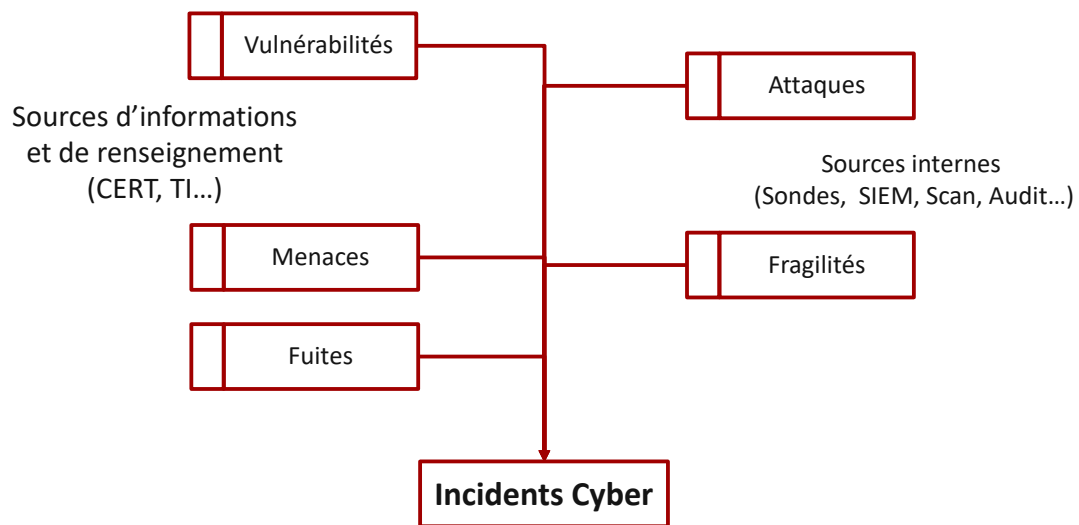 Vulnérabilités
Attaques
Sources d’informations
et de renseignement
(CERT, TI…)
Sources internes
(Sondes, SIEM, Scan, Audit…)
Menaces
Fragilités
Fuites
Incidents Cyber